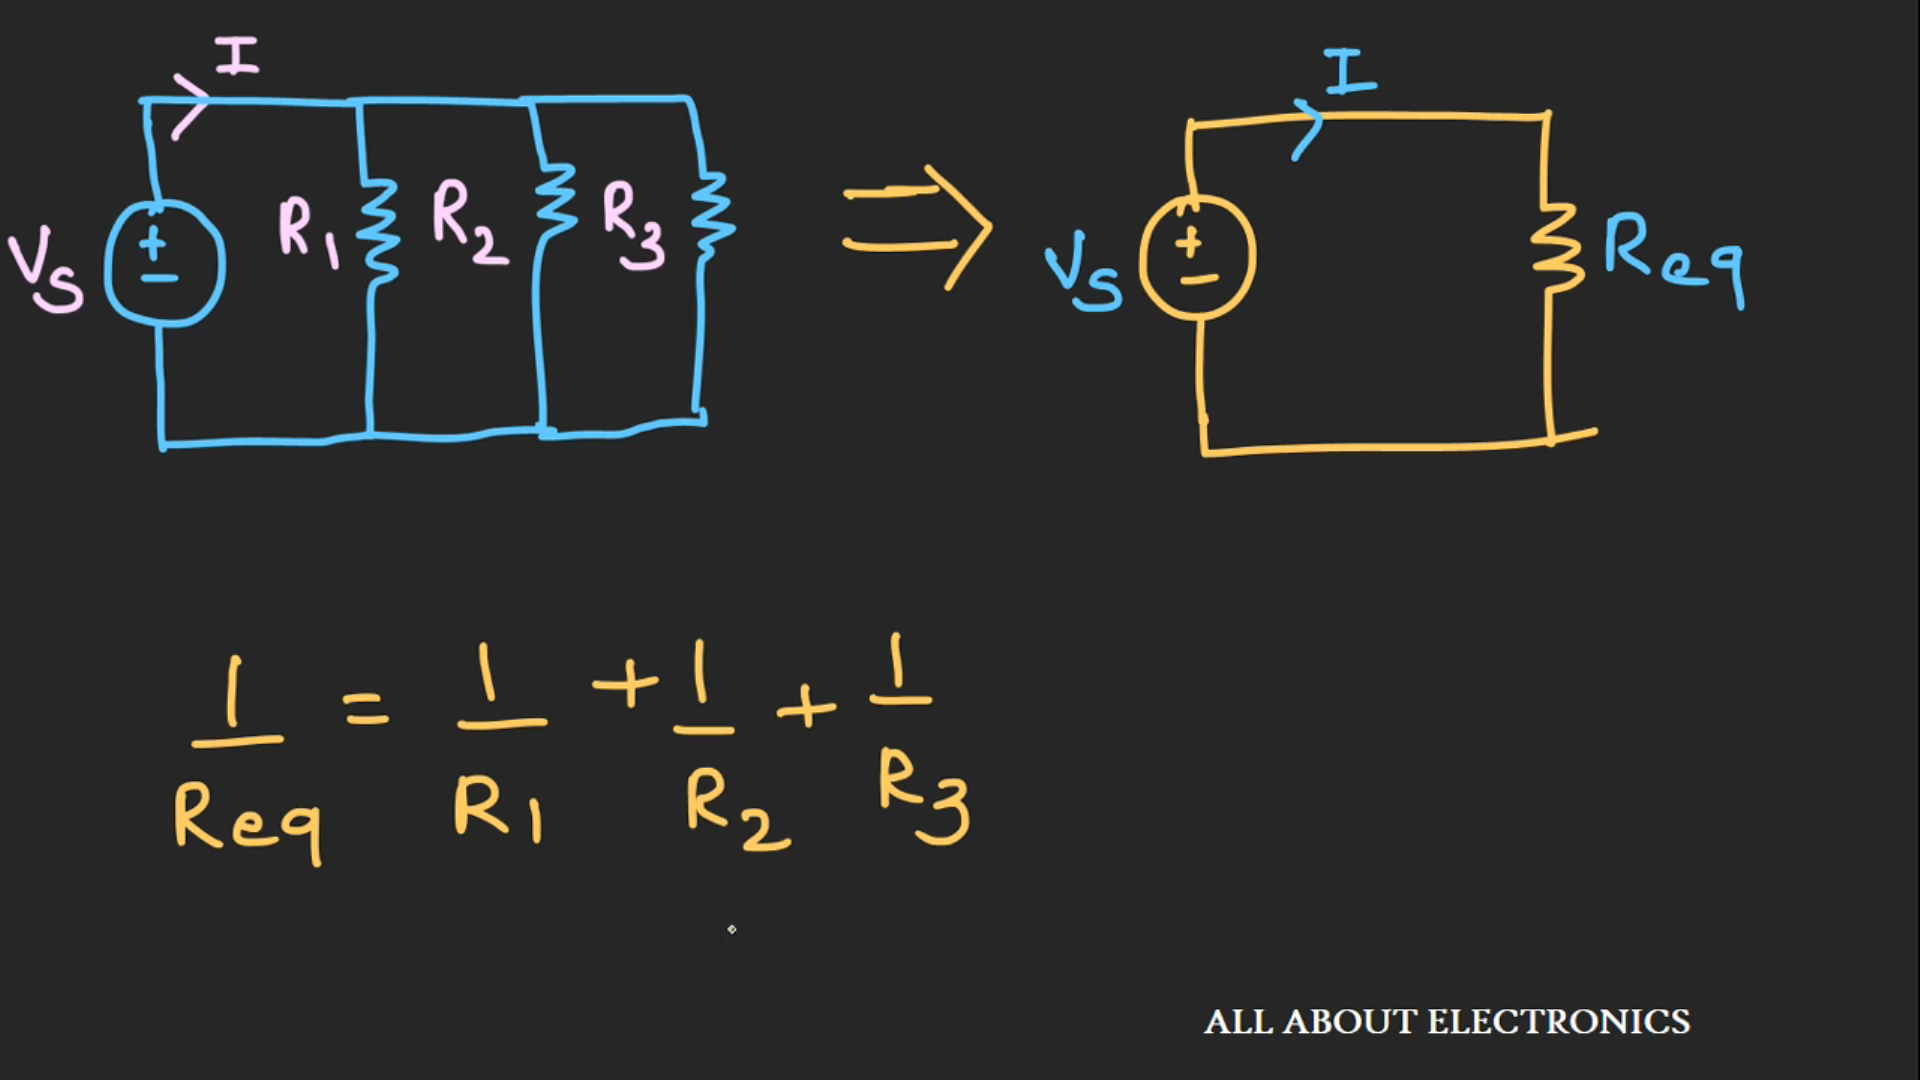 I
Vs + − R1 R2 R3
⇒
I
Vs + − Req
1/Req = 1/R1 + 1/R2 + 1/R3
ALL ABOUT ELECTRONICS